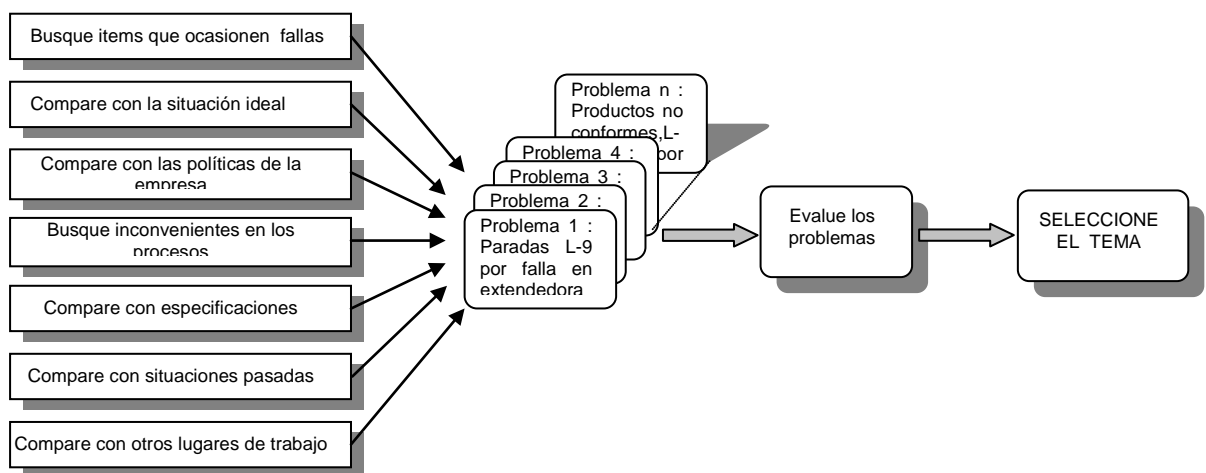 Busque items que ocasionen fallas
Compare con la situación ideal
Compare con las políticas de la
empresa
Busque inconvenientes en los
procesos
Compare con especificaciones
Compare con situaciones pasadas
Compare con otros lugares de trabajo
Problema n :
Productos no
conformes,L-
por
Problema 4 :
Problema 3 :
Problema 2 :
Problema 1 :
Paradas L-9
por falla en
extendedora
Evalue los
problemas
SELECCIONE
EL TEMA